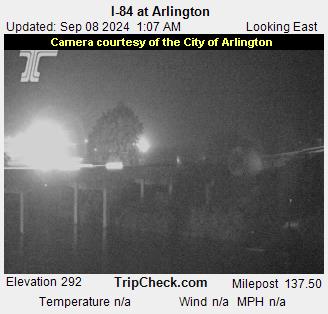 I-84 at Arlington
Updated: Sep 08 2024 1:07 AM Looking East
Camera courtesy of the City of Arlington
Elevation 292 TripCheck.com Milepost 137.50
Temperature n/a Wind n/a MPH n/a